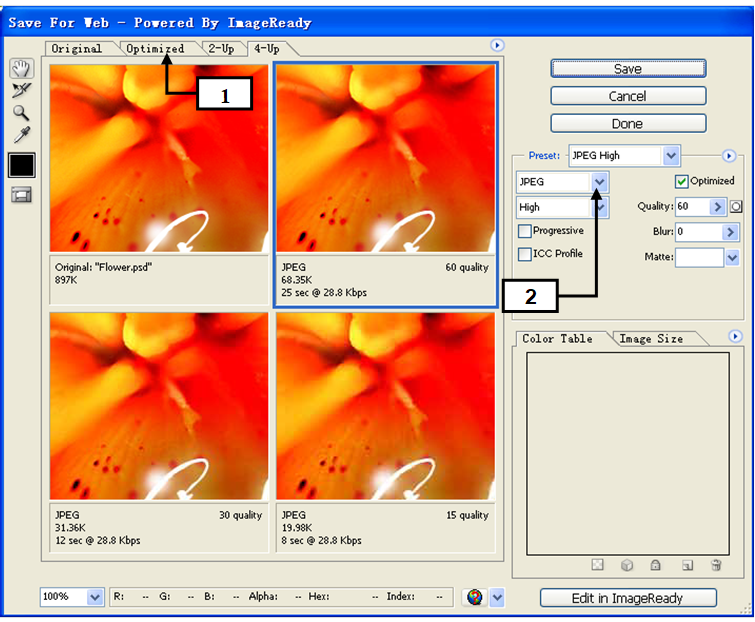 Save For Web - Powered By ImageReady
Original Optimized 2-Up 4-Up
1
Original: "Flower.psd"
897K
JPEG 60 quality
68.35K
25 sec @ 28.8 Kbps
JPEG 30 quality
31.36K
12 sec @ 28.8 Kbps
JPEG 15 quality
19.98K
8 sec @ 28.8 Kbps
Save
Cancel
Done
Preset: JPEG High
JPEG Optimized
High Quality: 60
Progressive Blur: 0
ICC Profile Matte:
2
Color Table Image Size
100% R: -- G: -- B: -- Alpha: -- Hex: -- Index: --
Edit in ImageReady